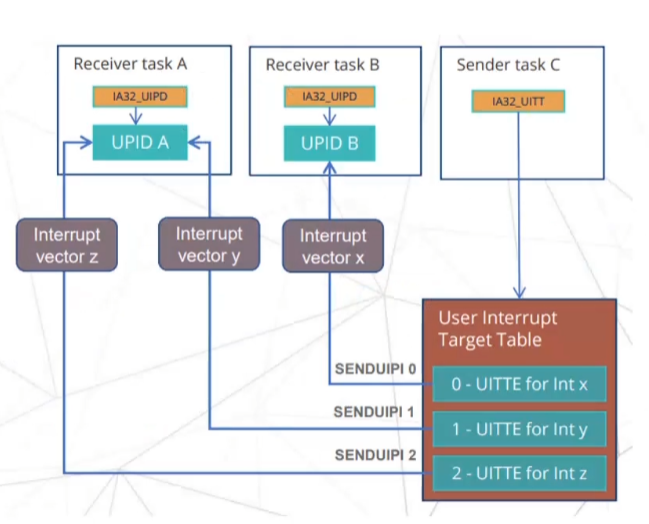 Receiver task A
IA32_UIPD
UPID A
Receiver task B
IA32_UIPD
UPID B
Sender task C
IA32_UITT
Interrupt
vector z
Interrupt
vector y
Interrupt
vector x
User Interrupt
Target Table
SENDUIPI 0
0 - UITTE for Int x
SENDUIPI 1
1 - UITTE for Int y
SENDUIPI 2
2 - UITTE for Int z